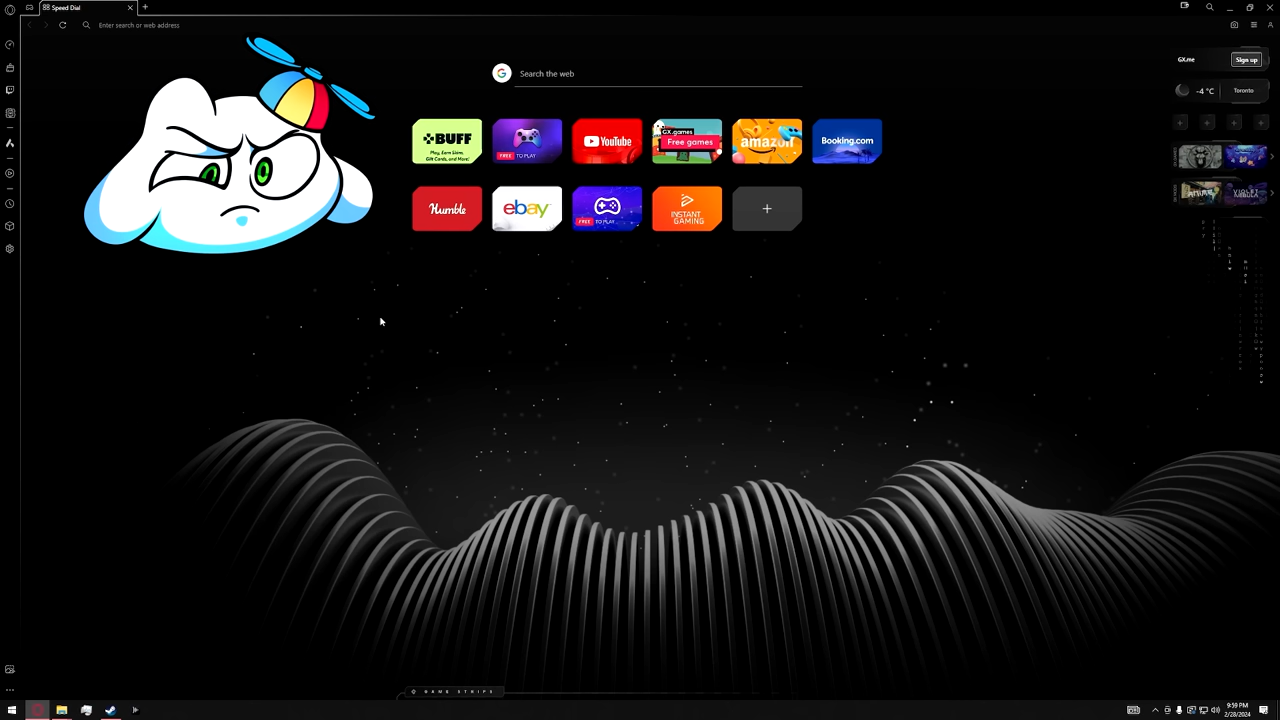 Speed Dial
Enter search or web address
Search the web
GX.me
Sign up
-4 °C
Toronto
BUFF
Play, Earn Skins,
Gift Cards, and More!
FREE TO PLAY
YouTube
GX.games
Free games
amazon
Booking.com
Humble
ebay
FREE TO PLAY
INSTANT
GAMING
GAME STRIPS
9:59 PM
2/28/2024